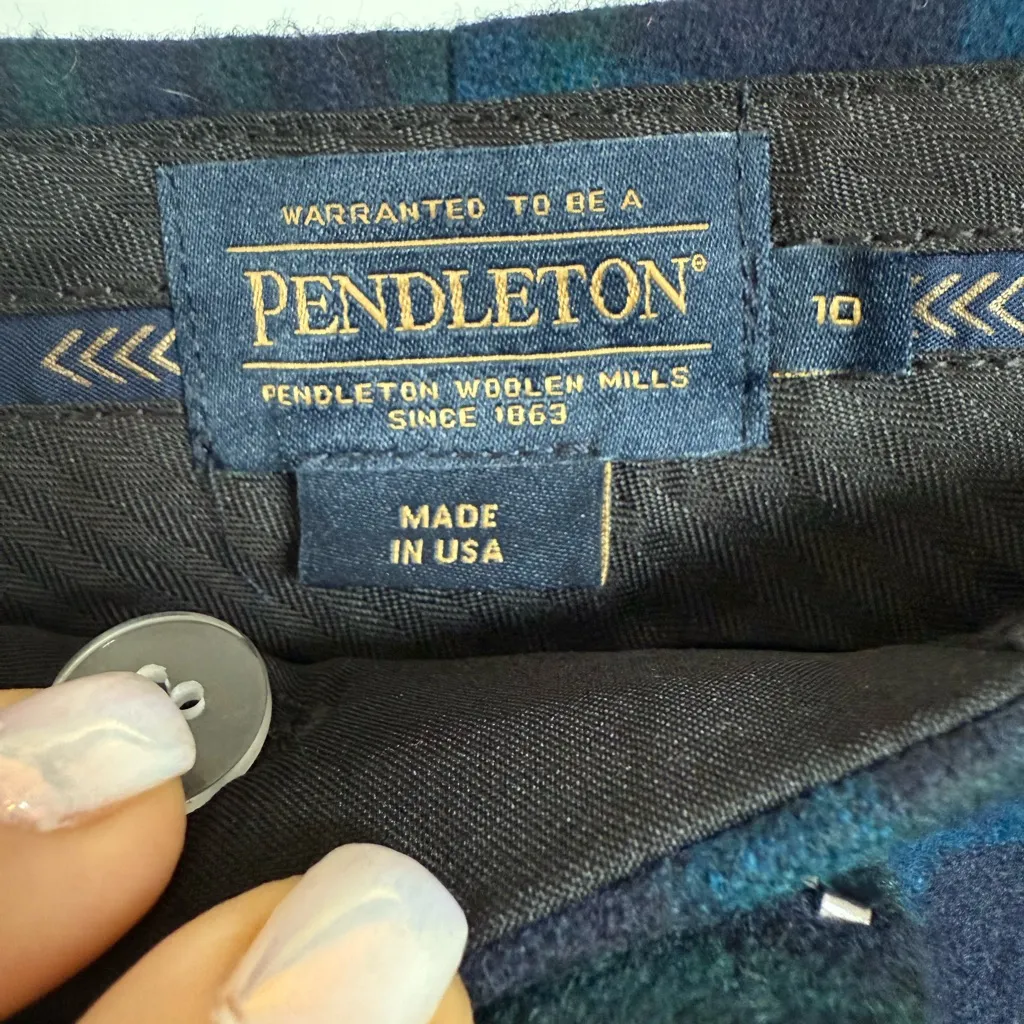 WARRANTED TO BE A
PENDLETON®
10
PENDLETON WOOLEN MILLS
SINCE 1863
MADE
IN USA